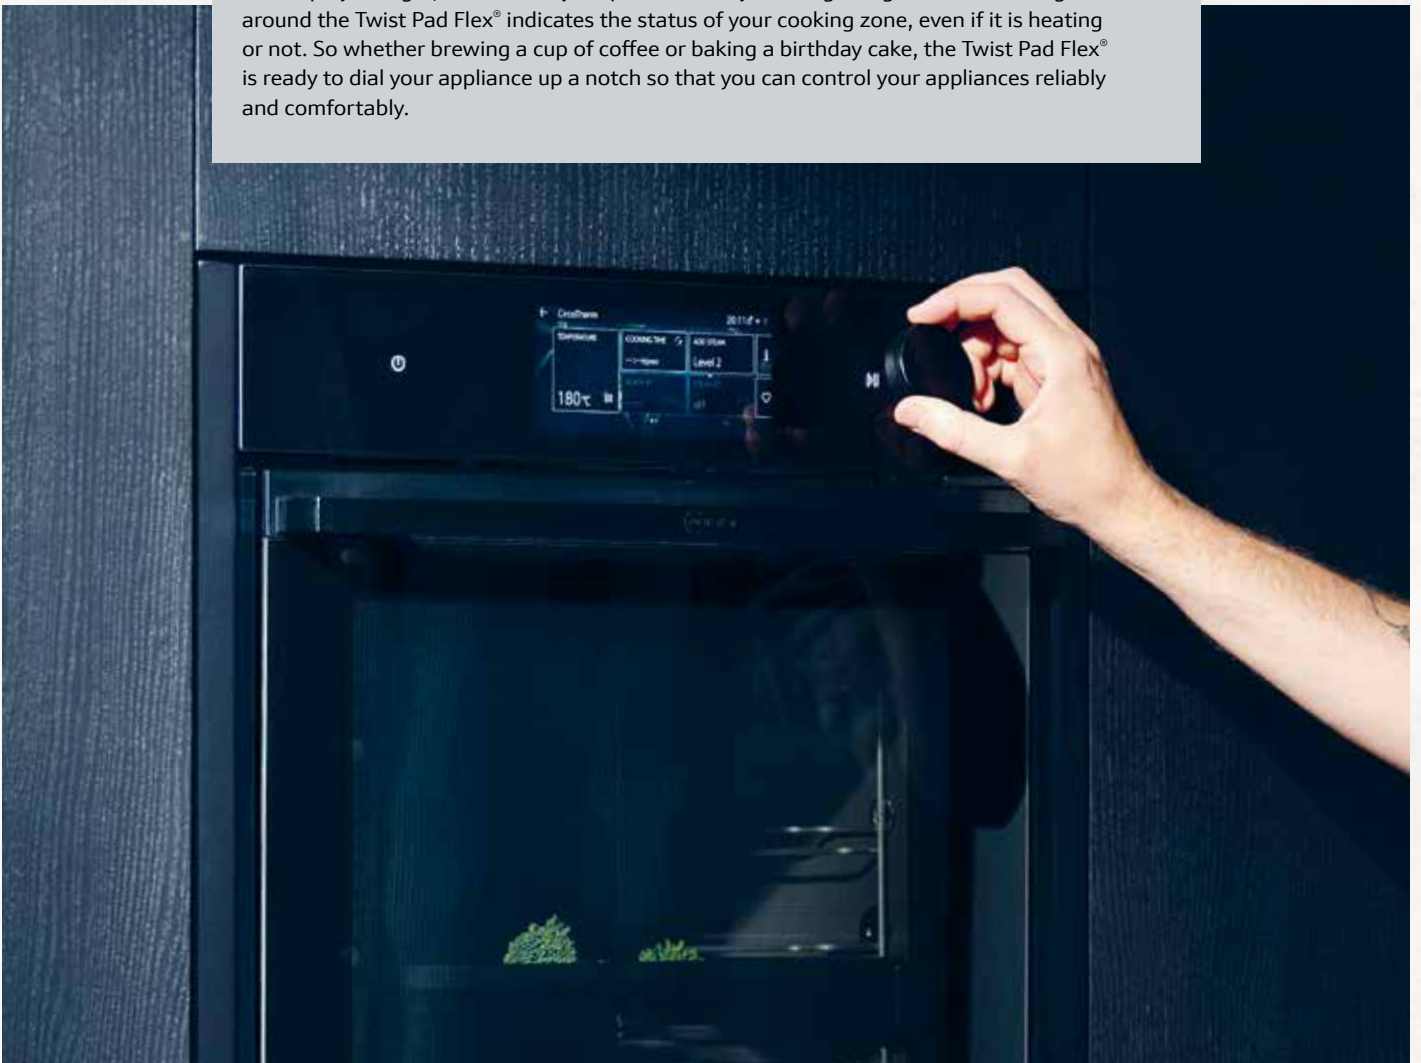 around the Twist Pad Flex® indicates the status of your cooking zone, even if it is heating
or not. So whether brewing a cup of coffee or baking a birthday cake, the Twist Pad Flex®
is ready to dial your appliance up a notch so that you can control your appliances reliably
and comfortably.
CircoTherm
TEMPERATURE
COOKING TIME
ADD STEAM
Level 2
180°C